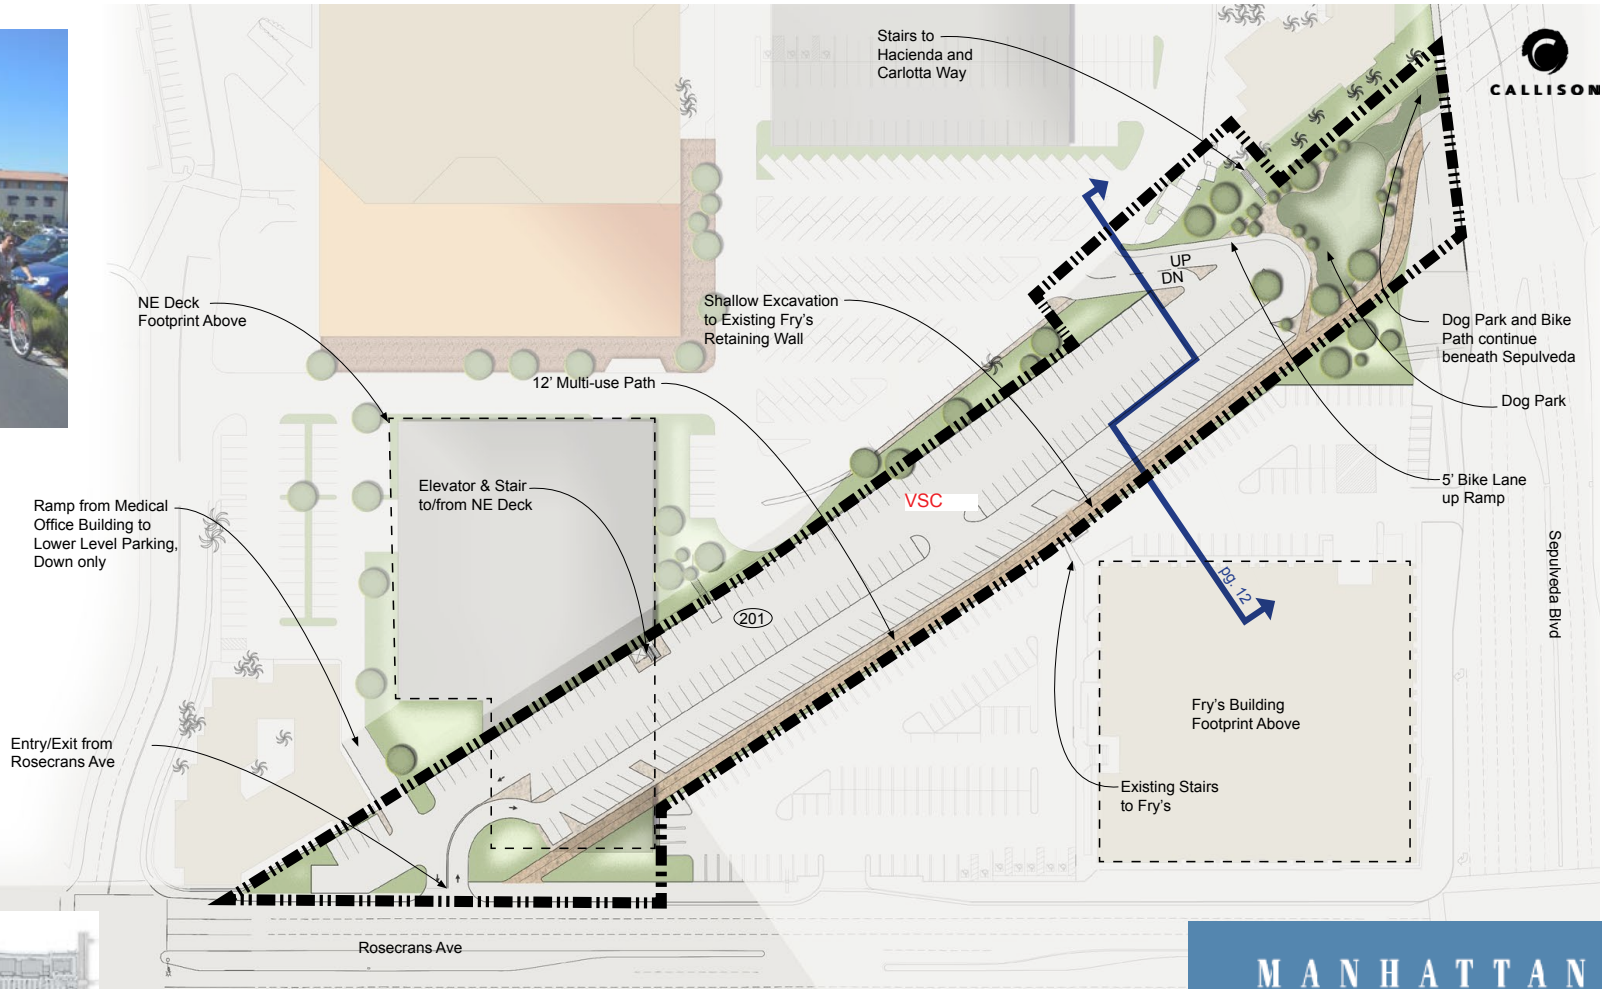 Stairs to
Hacienda and
Carlotta Way
CALLISON
UP
DN
NE Deck
Footprint Above
Shallow Excavation
to Existing Fry's
Retaining Wall
Dog Park and Bike
Path continue
beneath Sepulveda
12' Multi-use Path
Dog Park
Elevator & Stair
to/from NE Deck
5' Bike Lane
up Ramp
VSC
Ramp from Medical
Office Building to
Lower Level Parking,
Down only
Sepulveda Blvd
pg. 12
201
Fry's Building
Footprint Above
Entry/Exit from
Rosecrans Ave
Existing Stairs
to Fry's
Rosecrans Ave
MANHATTAN